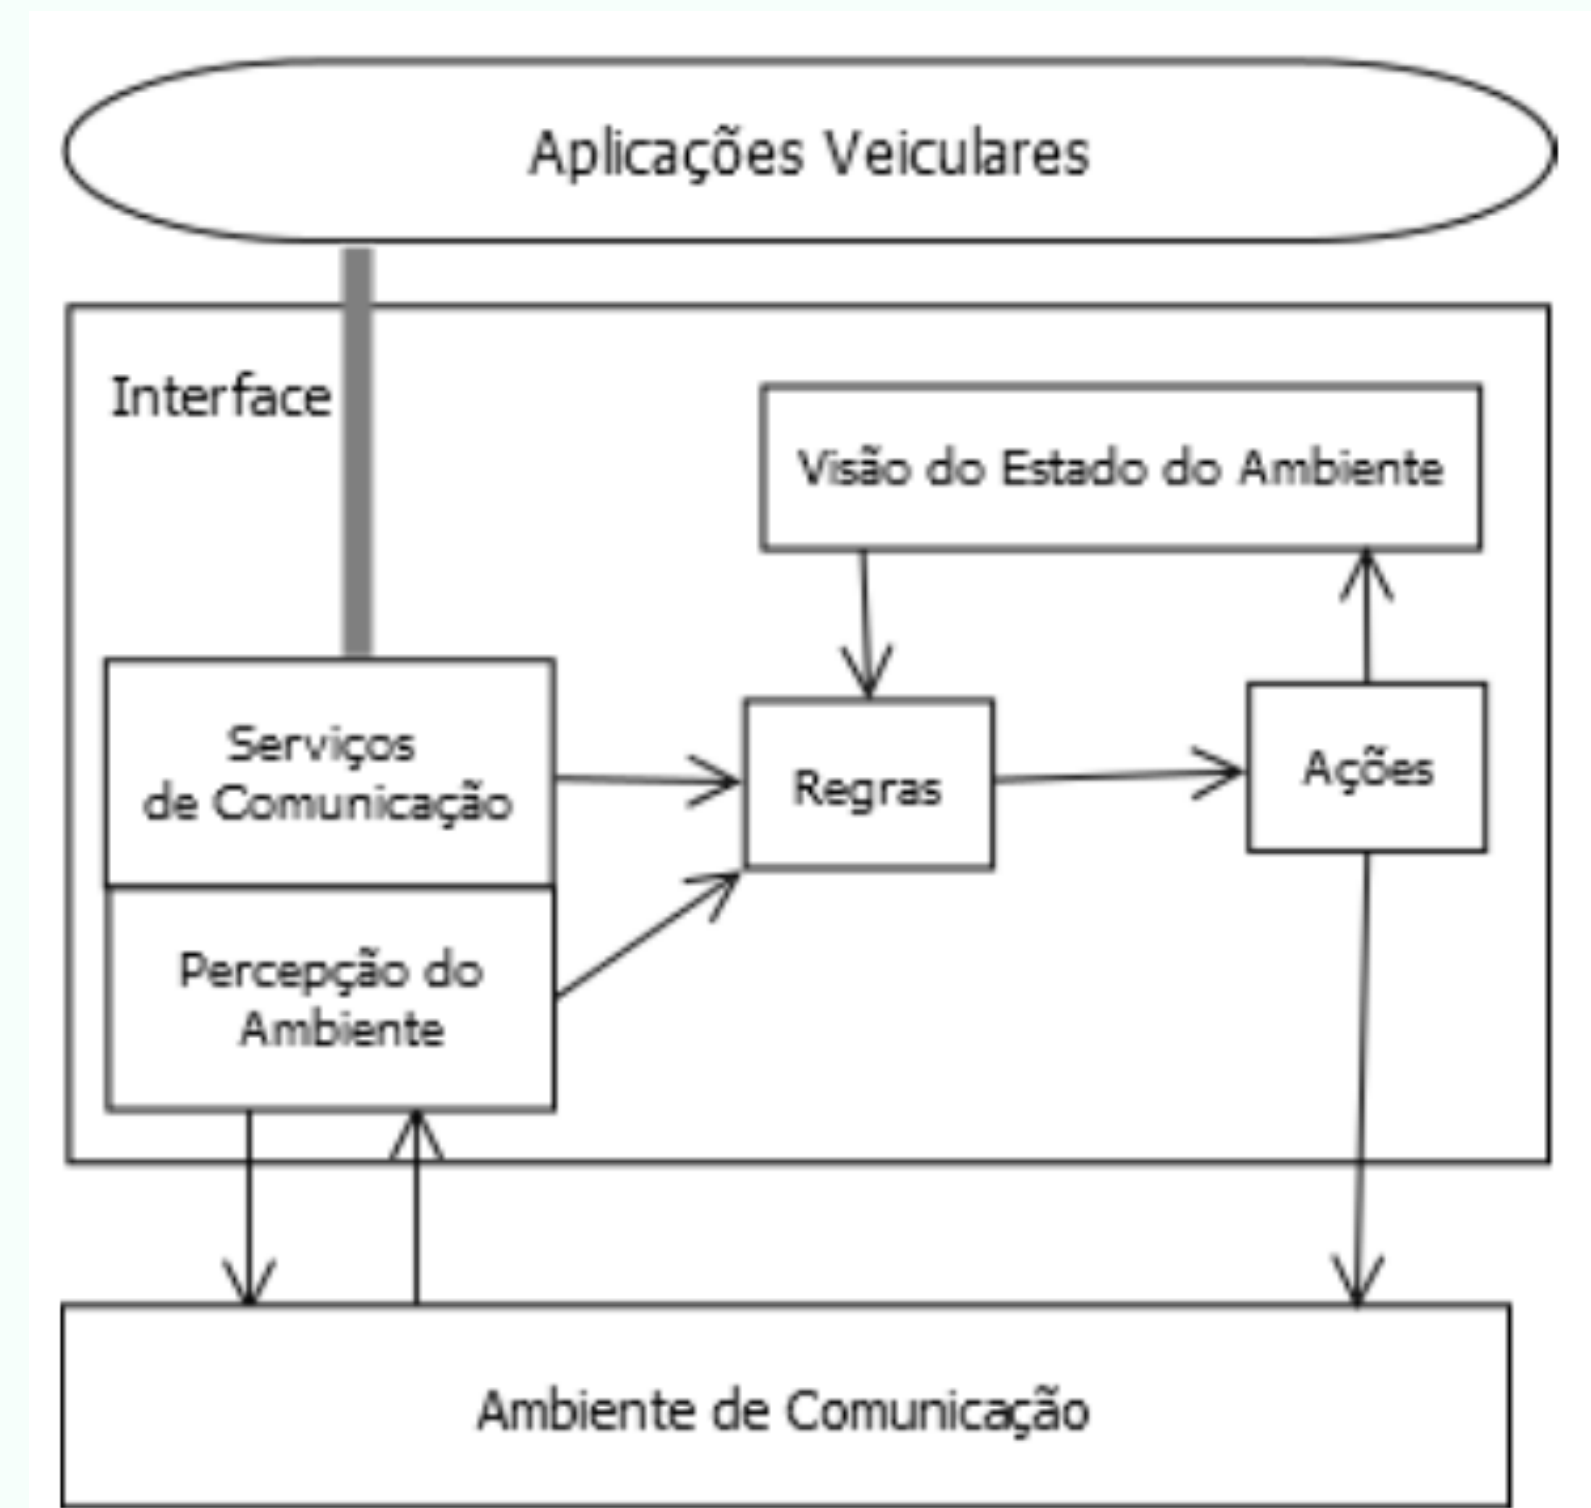 Aplicações Veiculares
Interface
Visão do Estado do Ambiente
Serviços
de Comunicação
Regras
Ações
Percepção do
Ambiente
Ambiente de Comunicação